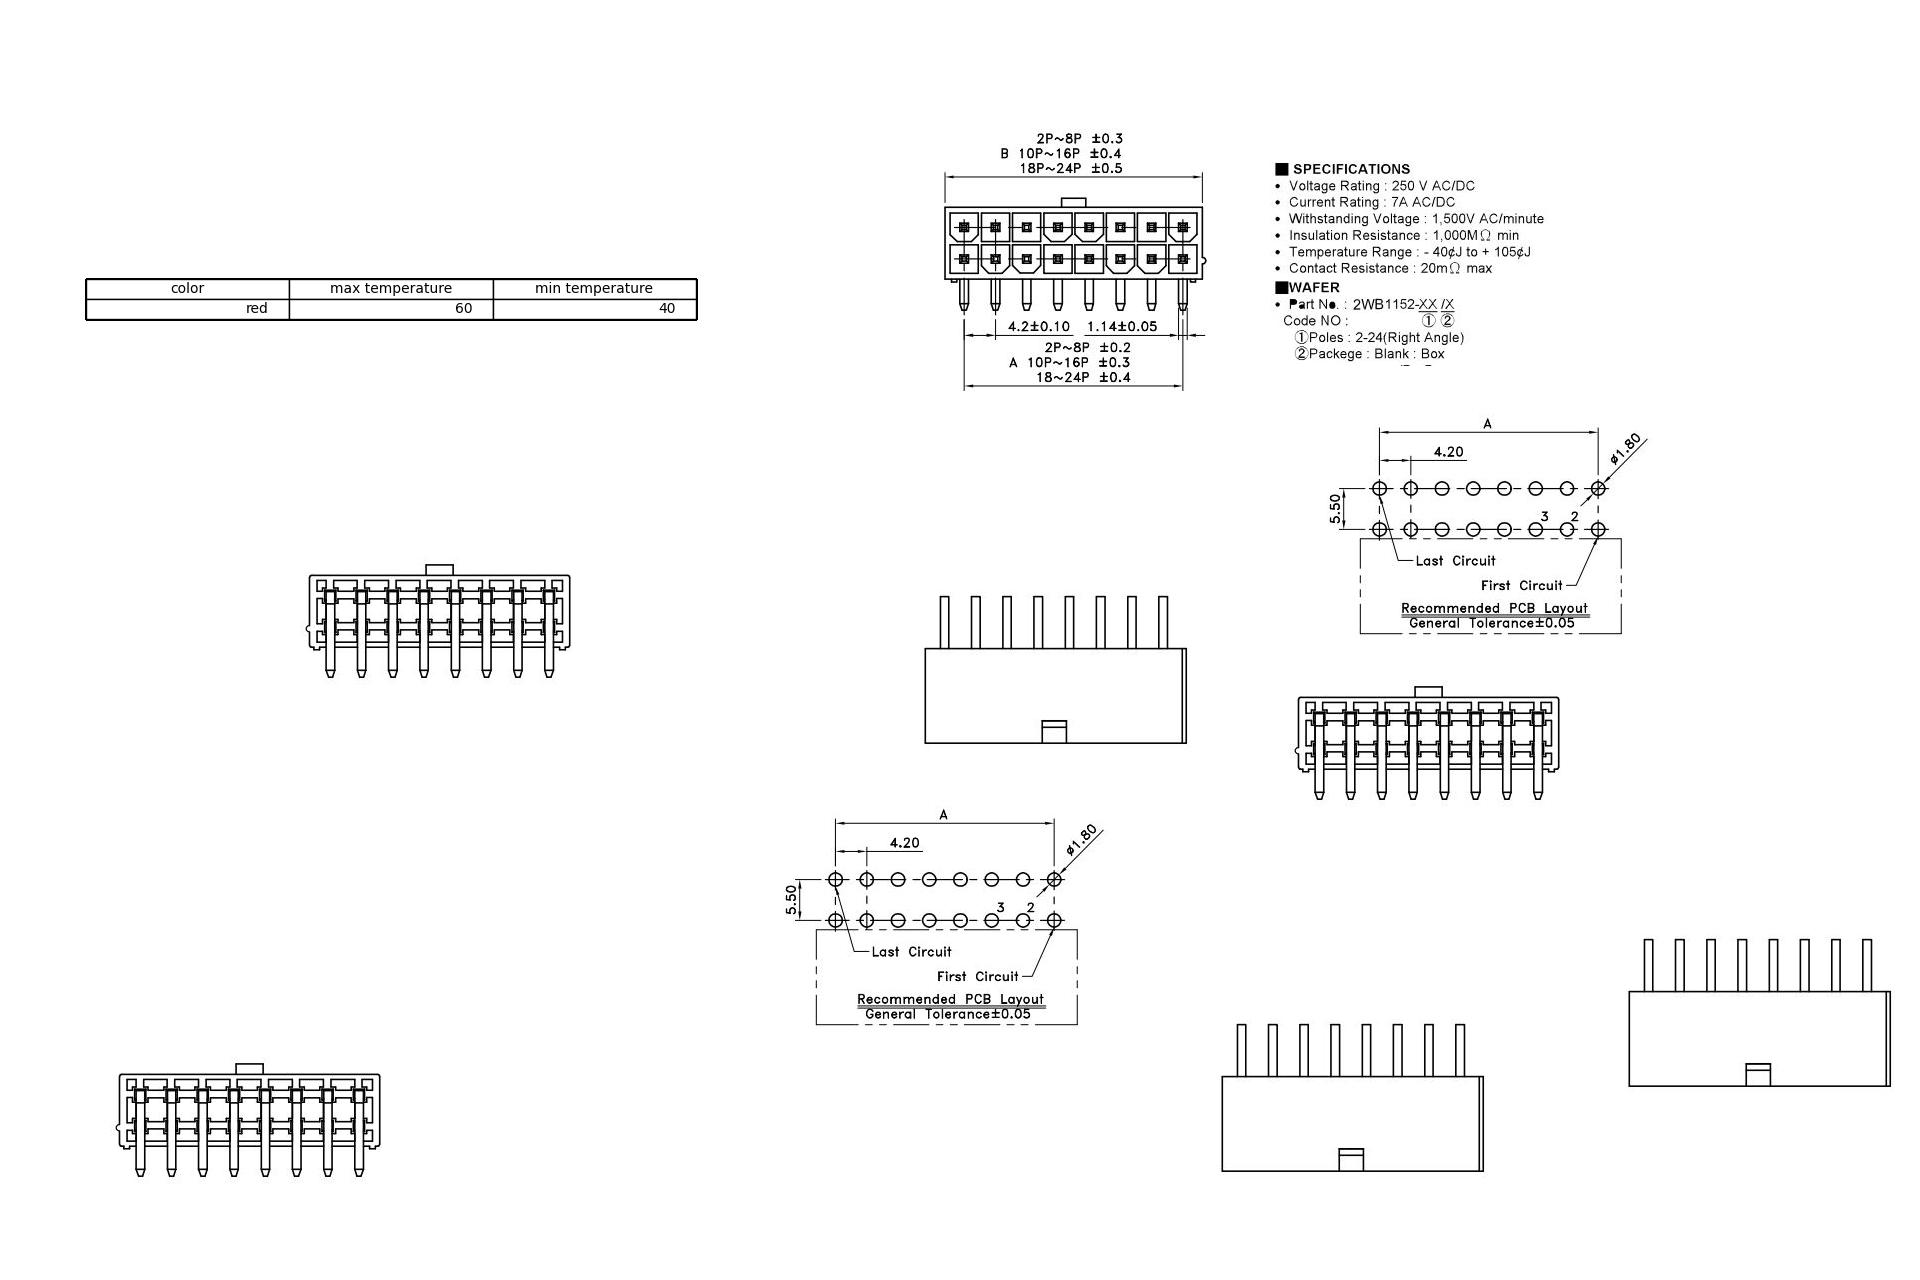 2P~8P ±0.3
B 10P~16P ±0.4
18P~24P ±0.5
4.2±0.10 1.14±0.05
2P~8P ±0.2
A 10P~16P ±0.3
18~24P ±0.4
■ SPECIFICATIONS
• Voltage Rating : 250 V AC/DC
• Current Rating : 7A AC/DC
• Withstanding Voltage : 1,500V AC/minute
• Insulation Resistance : 1,000MΩ min
• Temperature Range : - 40¢J to + 105¢J
• Contact Resistance : 20mΩ max
■WAFER
• Part No. : 2WB1152-XX /X
Code NO : ① ②
①Poles : 2-24(Right Angle)
②Packege : Blank : Box
color max temperature min temperature
red 60 40
A
4.20
ø1.80
5.50
3 2
Last Circuit
First Circuit
Recommended PCB Layout
General Tolerance±0.05
A
4.20
ø1.80
5.50
3 2
Last Circuit
First Circuit
Recommended PCB Layout
General Tolerance±0.05